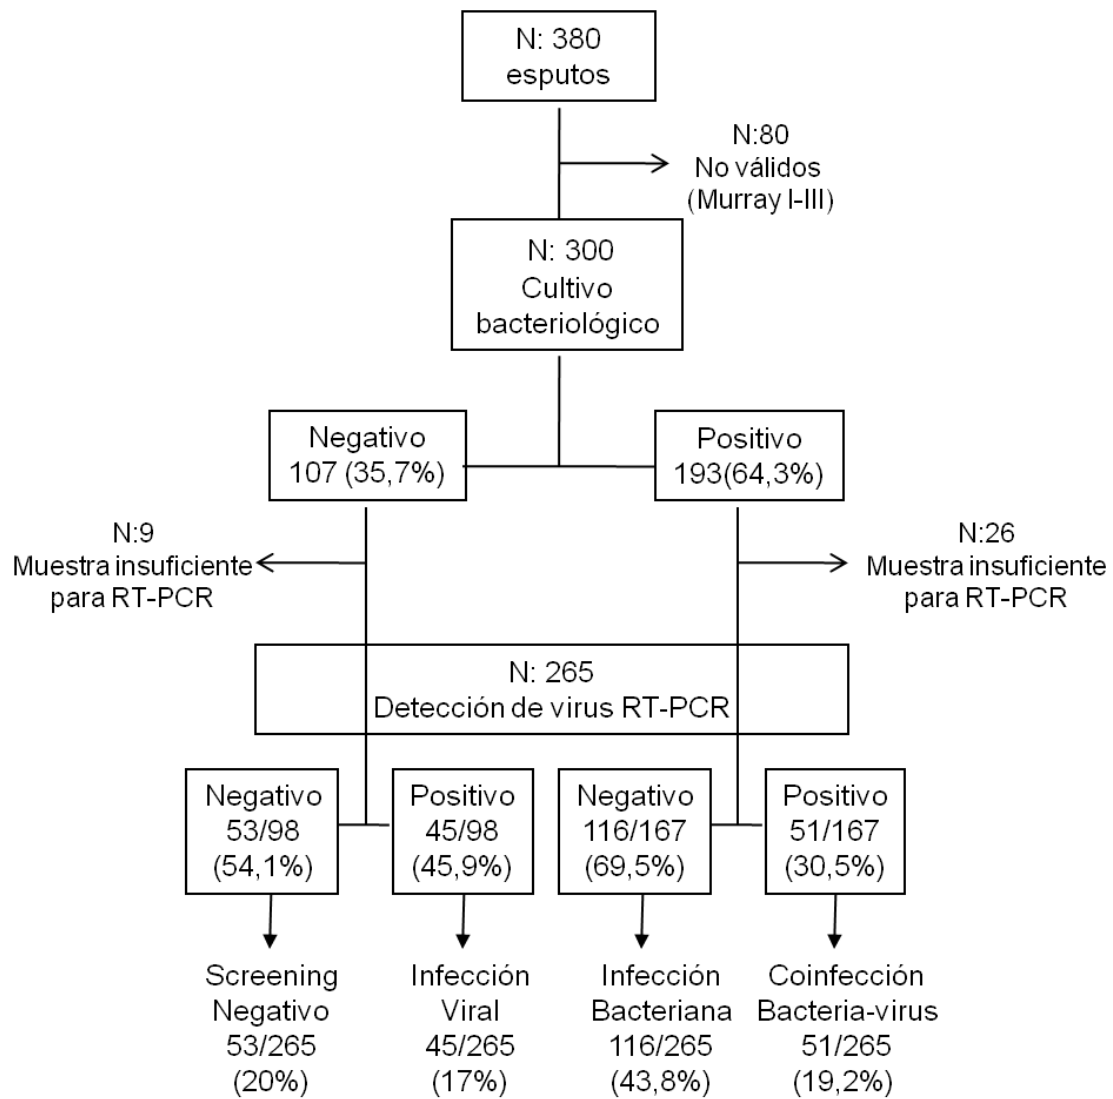 N: 380
esputos
N:80
No válidos
(Murray I-III)
N: 300
Cultivo
bacteriológico
Negativo
107 (35,7%)
Positivo
193(64,3%)
N:9
Muestra insuficiente
para RT-PCR
N:26
Muestra insuficiente
para RT-PCR
N: 265
Detección de virus RT-PCR
Negativo
53/98
(54,1%)
Positivo
45/98
(45,9%)
Negativo
116/167
(69,5%)
Positivo
51/167
(30,5%)
Screening
Negativo
53/265
(20%)
Infección
Viral
45/265
(17%)
Infección
Bacteriana
116/265
(43,8%)
Coinfección
Bacteria-virus
51/265
(19,2%)